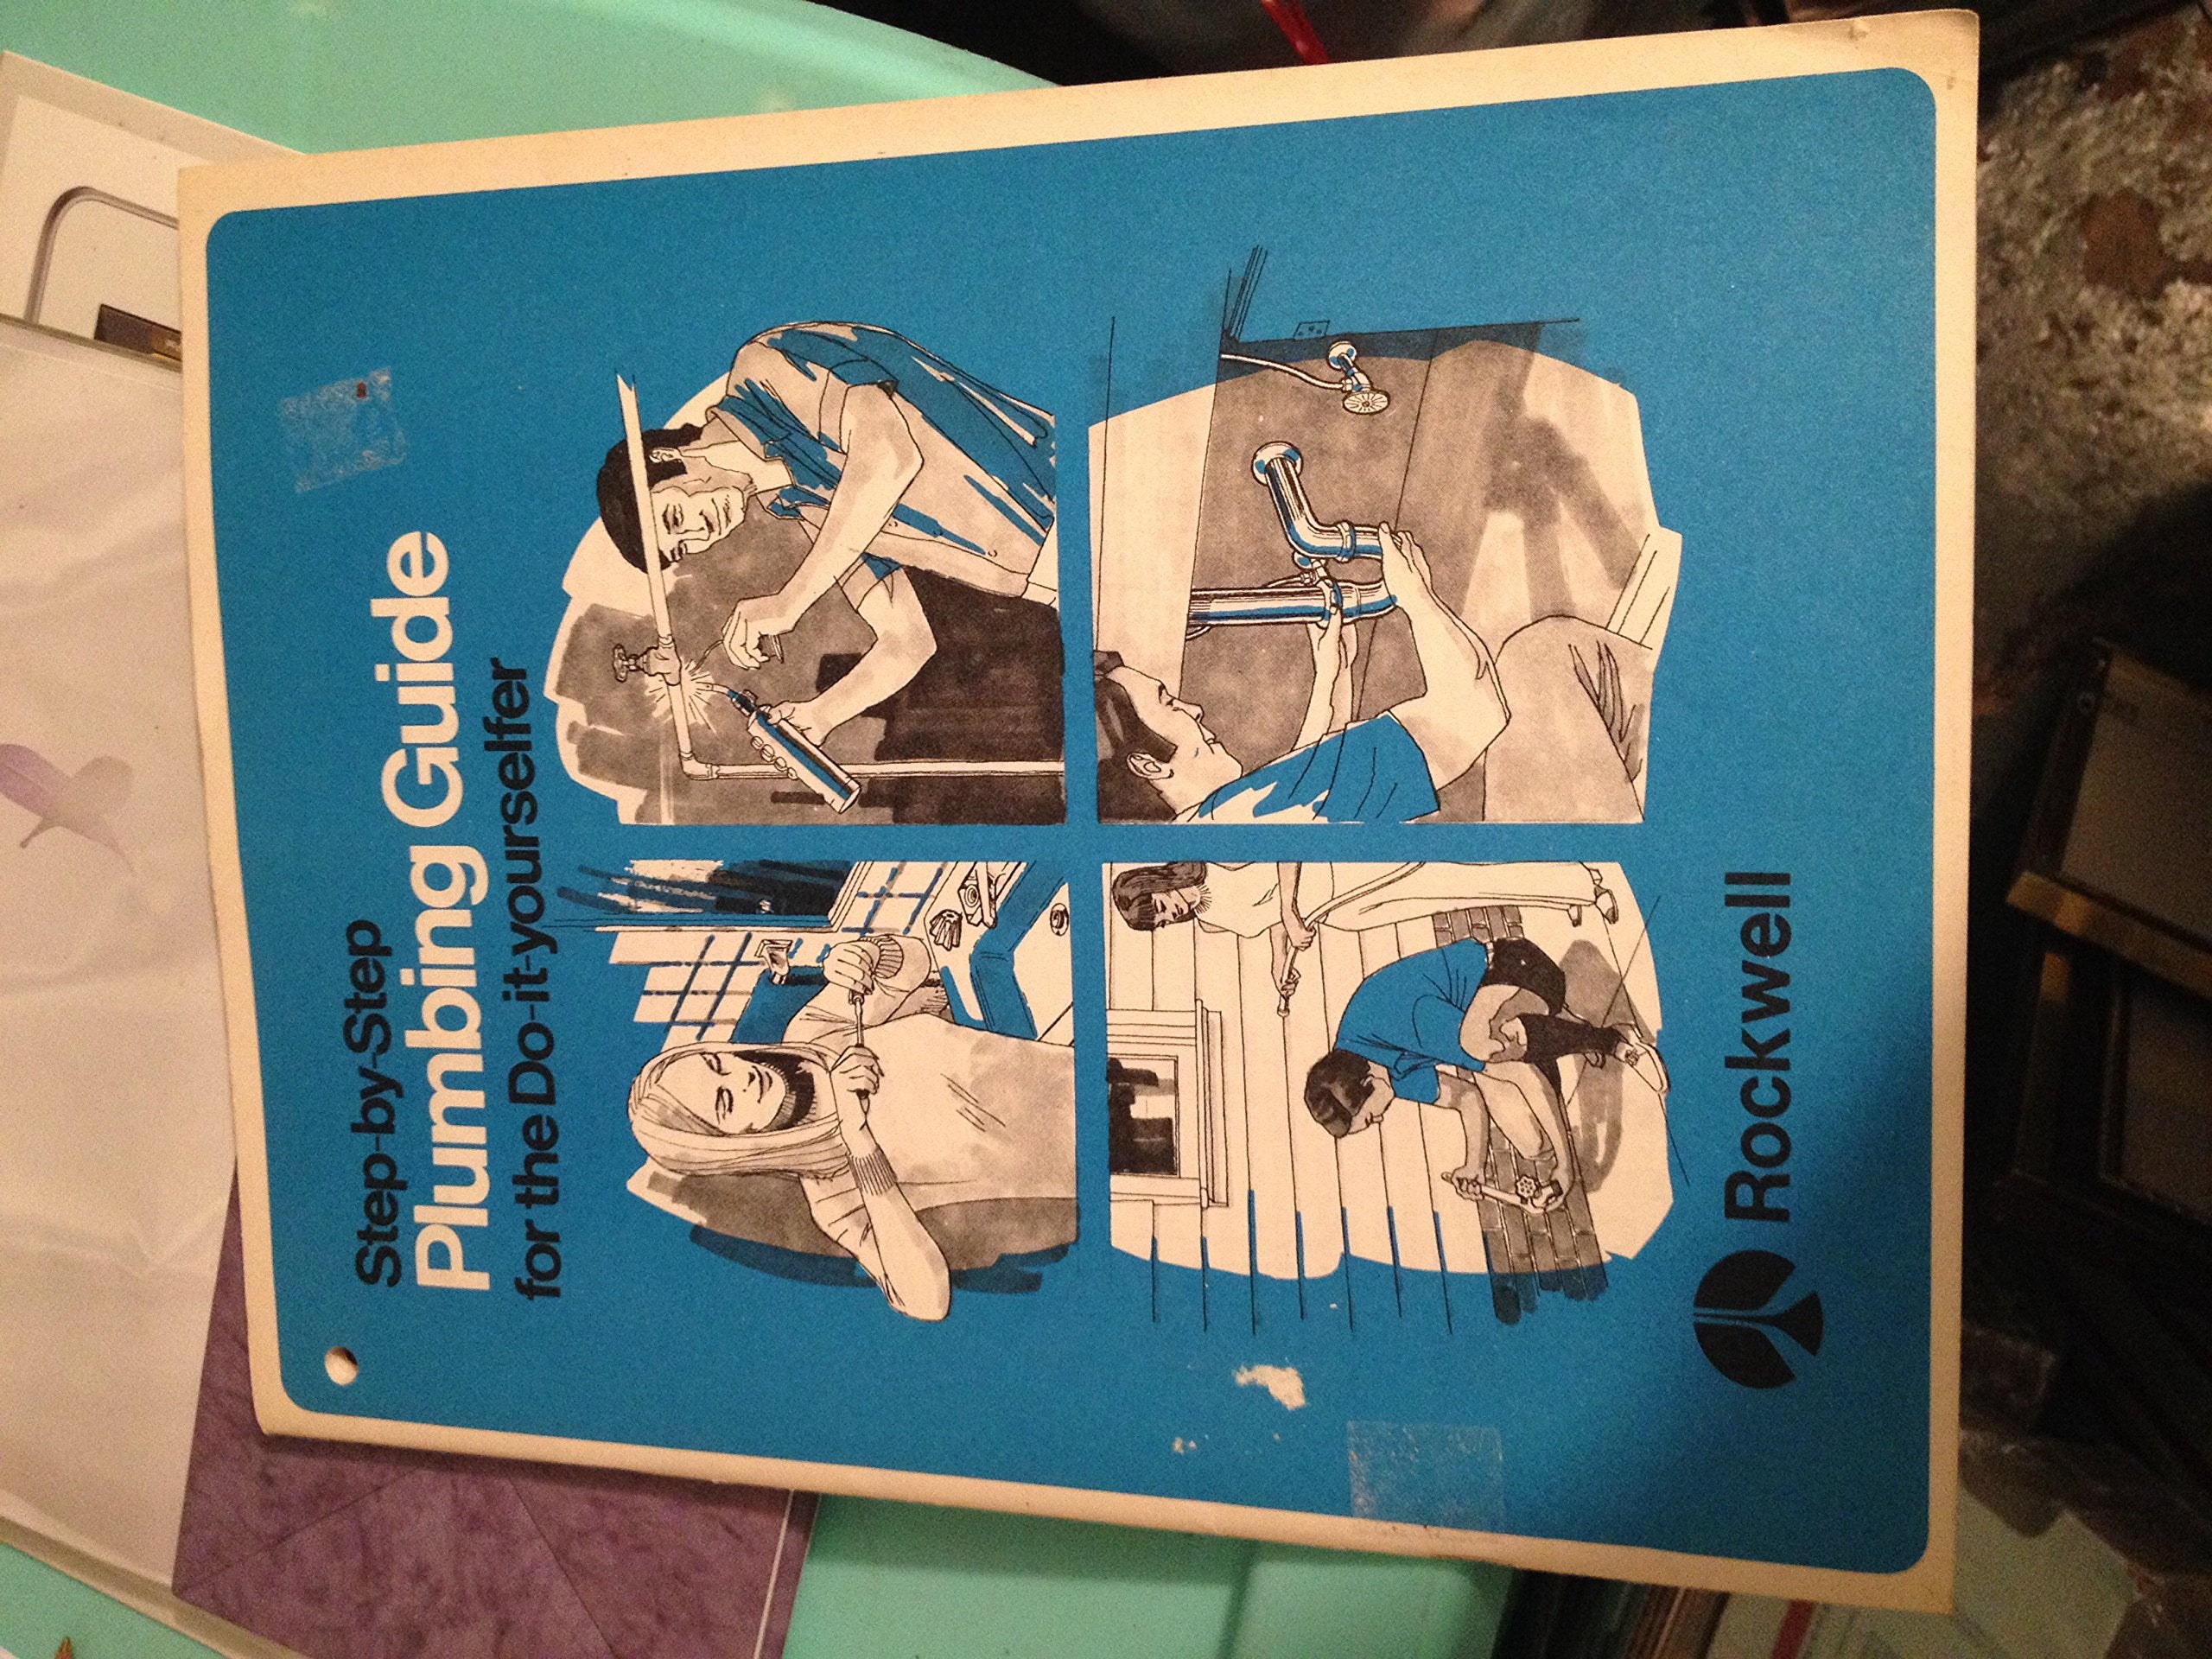 Step-by-Step
Plumbing Guide
for the Do-it-yourselfer
Rockwell